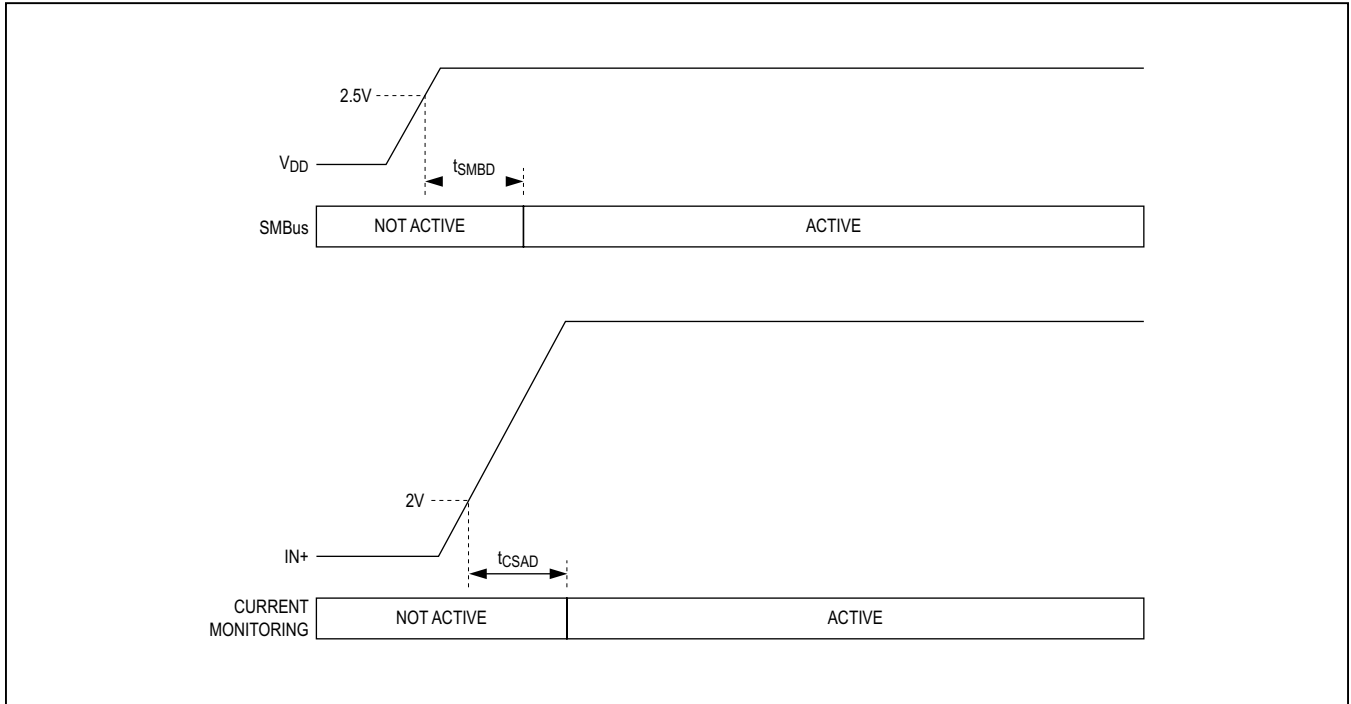 2.5V
VDD
tSMBD
SMBus NOT ACTIVE ACTIVE
2V
IN+
tCSAD
CURRENT
MONITORING
NOT ACTIVE ACTIVE